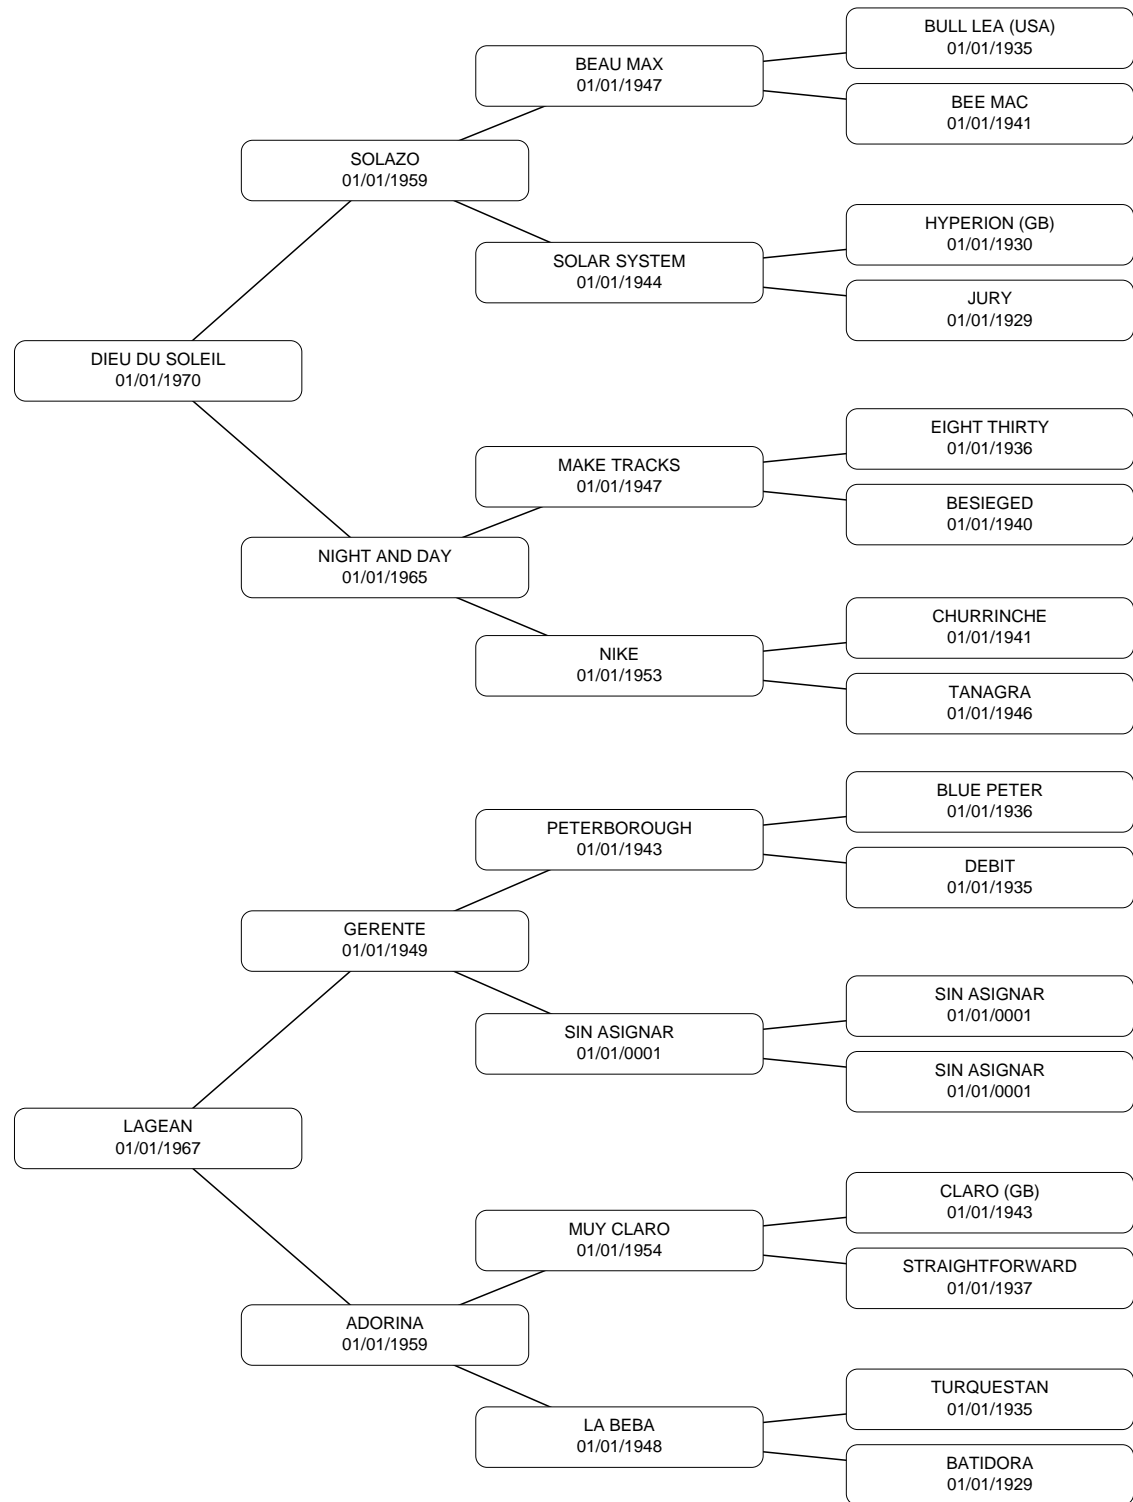 BULL LEA (USA)
01/01/1935
BEAU MAX
01/01/1947
BEE MAC
01/01/1941
SOLAZO
01/01/1959
HYPERION (GB)
01/01/1930
SOLAR SYSTEM
01/01/1944
JURY
01/01/1929
DIEU DU SOLEIL
01/01/1970
EIGHT THIRTY
01/01/1936
MAKE TRACKS
01/01/1947
BESIEGED
01/01/1940
NIGHT AND DAY
01/01/1965
CHURRINCHE
01/01/1941
NIKE
01/01/1953
TANAGRA
01/01/1946
BLUE PETER
01/01/1936
PETERBOROUGH
01/01/1943
DEBIT
01/01/1935
GERENTE
01/01/1949
SIN ASIGNAR
01/01/0001
SIN ASIGNAR
01/01/0001
SIN ASIGNAR
01/01/0001
LAGEAN
01/01/1967
CLARO (GB)
01/01/1943
MUY CLARO
01/01/1954
STRAIGHTFORWARD
01/01/1937
ADORINA
01/01/1959
TURQUESTAN
01/01/1935
LA BEBA
01/01/1948
BATIDORA
01/01/1929